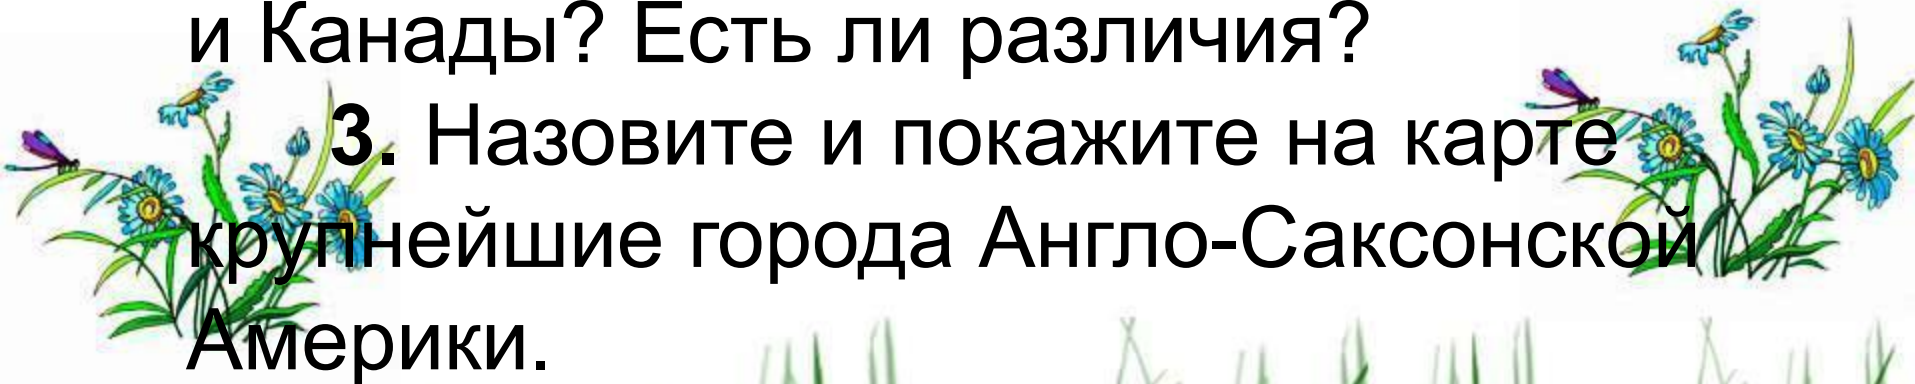 и Канады? Есть ли различия?
3. Назовите и покажите на карте
крупнейшие города Англо-Саксонской
Америки.